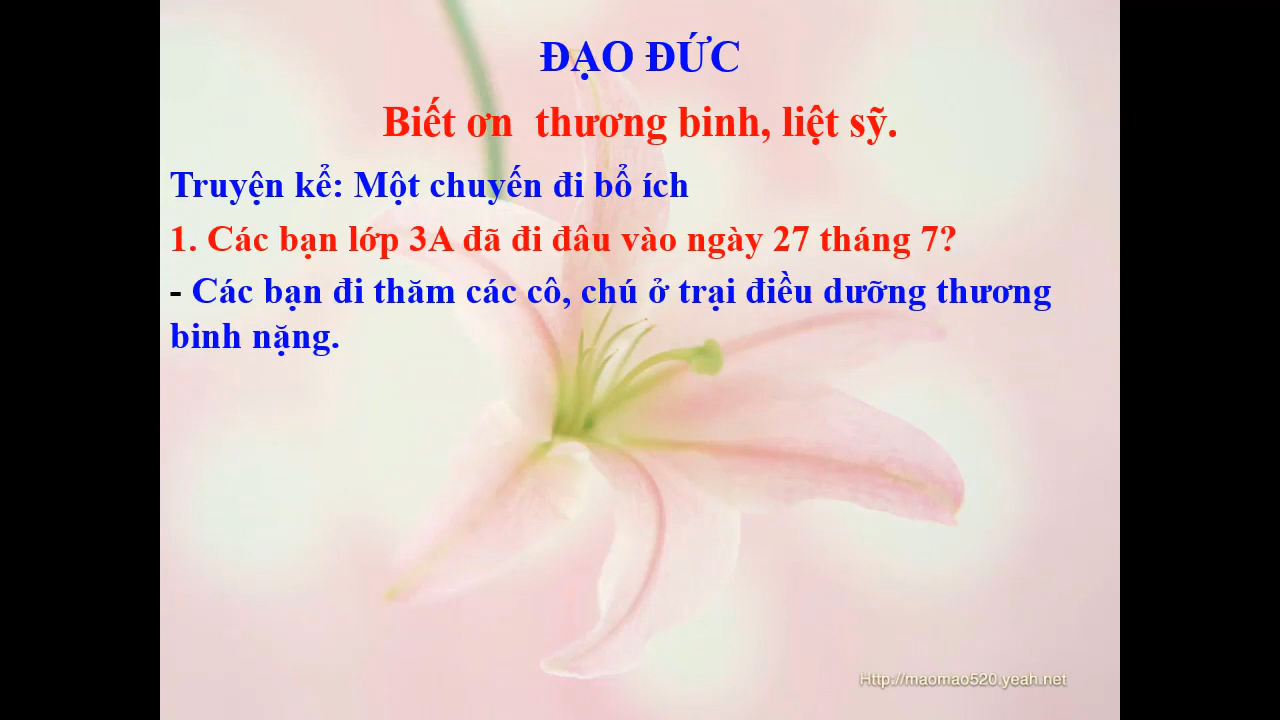 ĐẠO ĐỨC
Biết ơn thương binh, liệt sỹ.
Truyện kể: Một chuyến đi bổ ích
1. Các bạn lớp 3A đã đi đâu vào ngày 27 tháng 7?
- Các bạn đi thăm các cô, chú ở trại điều dưỡng thương
binh nặng.
Http://maomao520.yeah.net